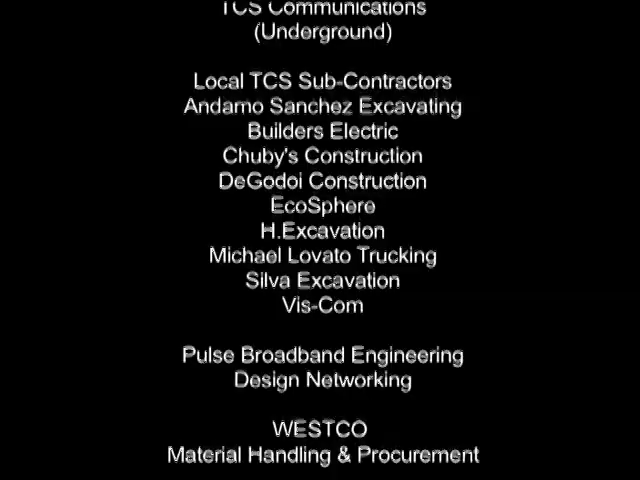 TCS Communications
(Underground)
Local TCS Sub-Contractors
Andamo Sanchez Excavating
Builders Electric
Chuby's Construction
DeGodoi Construction
EcoSphere
H.Excavation
Michael Lovato Trucking
Silva Excavation
Vis-Com
Pulse Broadband Engineering
Design Networking
WESTCO
Material Handling & Procurement